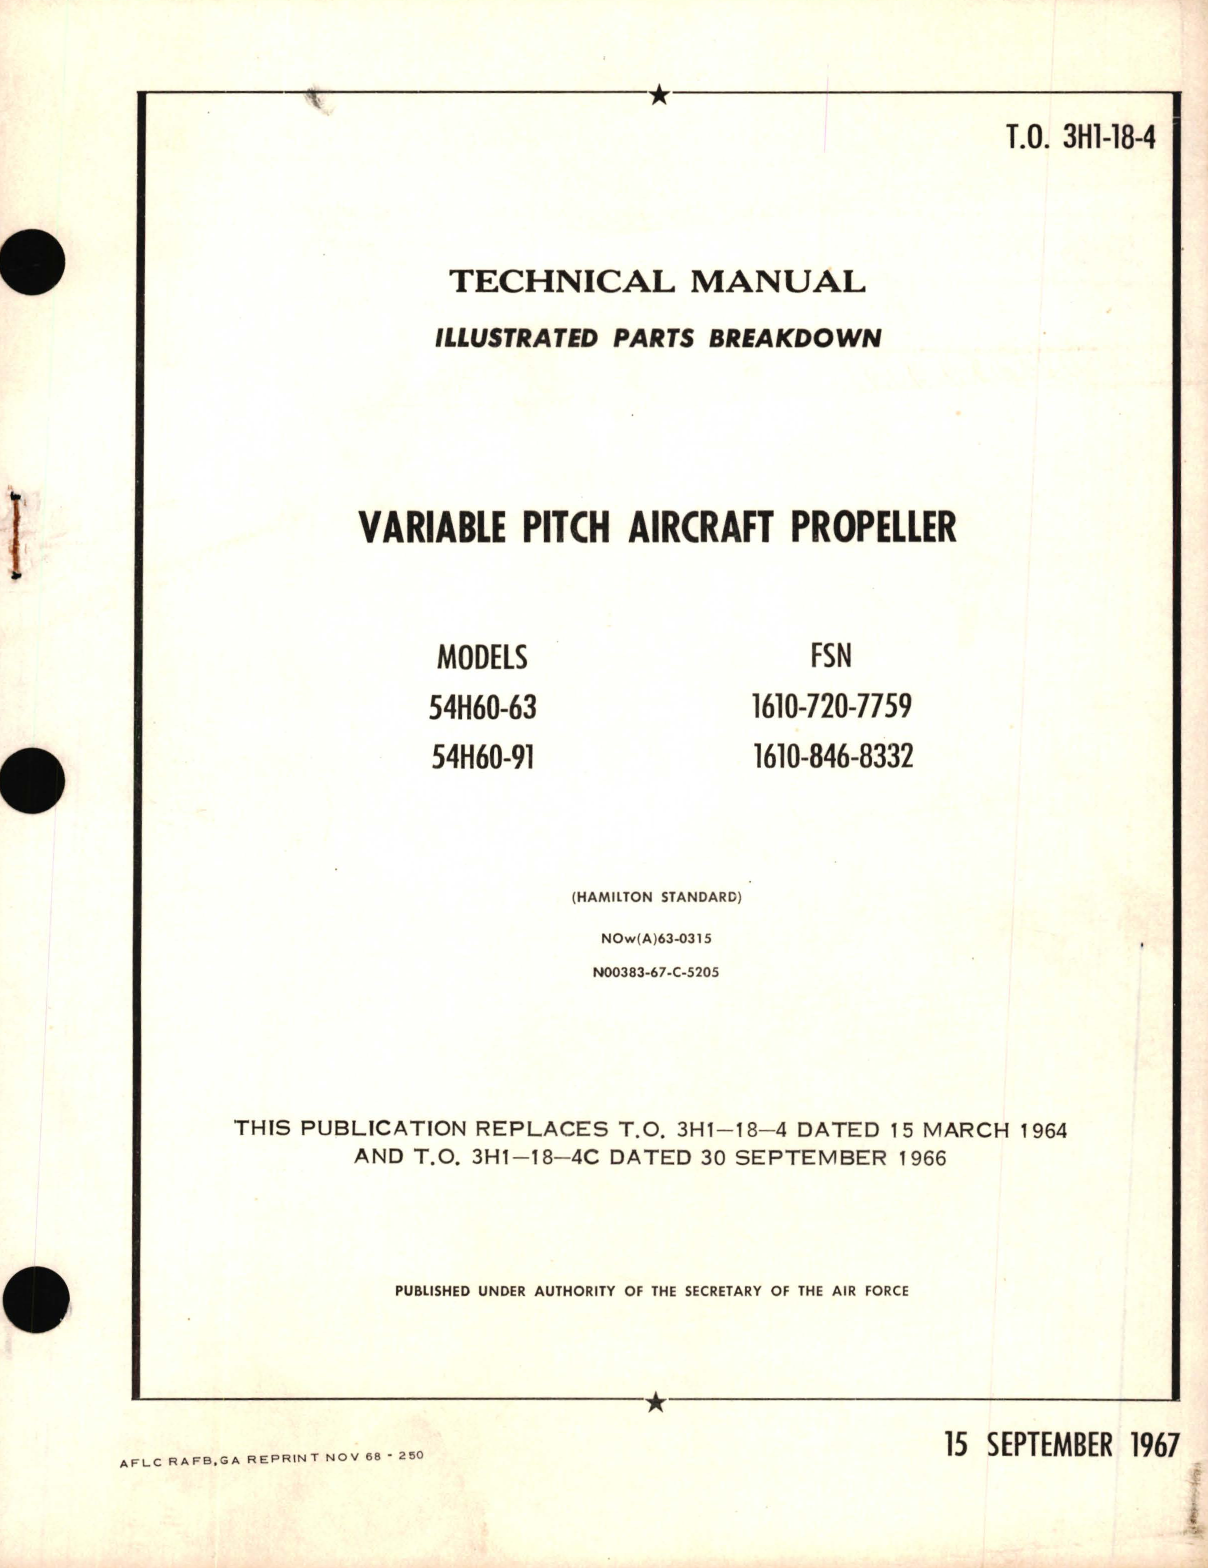 T.O. 3H1-18-4
TECHNICAL MANUAL
ILLUSTRATED PARTS BREAKDOWN
VARIABLE PITCH AIRCRAFT PROPELLER
MODELS FSN
54H60-63 1610-720-7759
54H60-91 1610-846-8332
(HAMILTON STANDARD)
NOw(A)63-0315
N00383-67-C-5205
THIS PUBLICATION REPLACES T.O. 3H1-18-4 DATED 15 MARCH 1964
AND T.O. 3H1-18-4C DATED 30 SEPTEMBER 1966
PUBLISHED UNDER AUTHORITY OF THE SECRETARY OF THE AIR FORCE
15 SEPTEMBER 1967
AFLC RAFB,GA REPRINT NOV 68 - 250